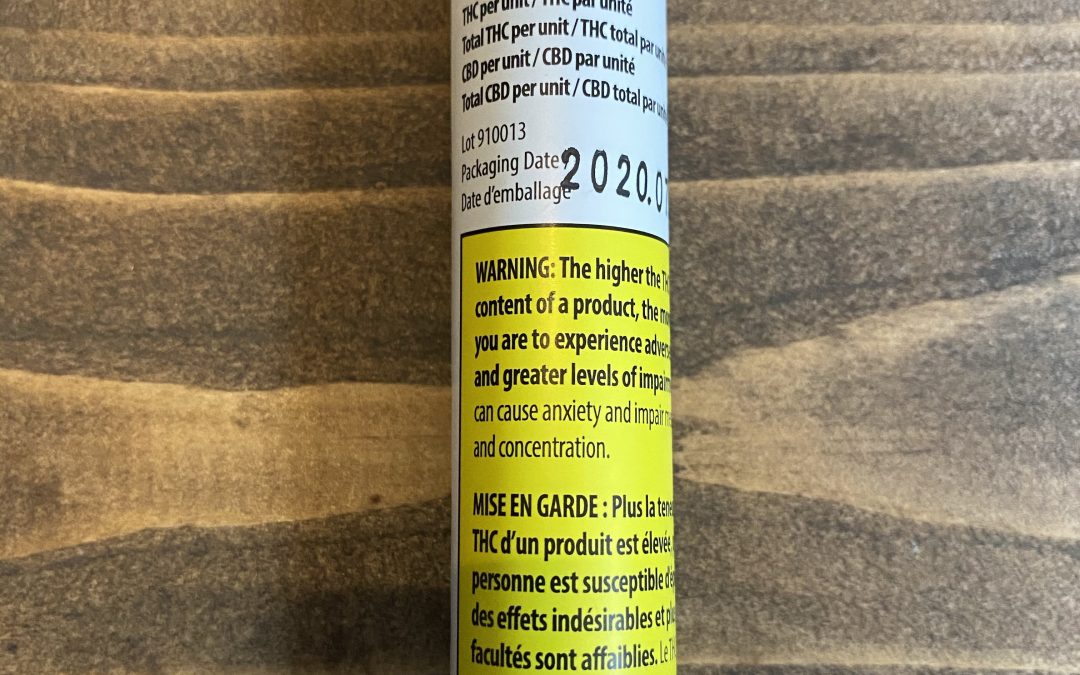 THC per unit / THC par unité
Total THC per unit / THC total par
CBD per unit / CBD par unité
Total CBD per unit / CBD total par
Lot 910013
Packaging Date
2020.0
Date d'emballage
WARNING: The higher the
content of a product, the
you are to experience
and greater levels of
can cause anxiety and impair
and concentration.
MISE EN GARDE : Plus la
THC d'un produit est élevée,
personne est susceptible
des effets indésirables et
facultés sont affaiblies. Le